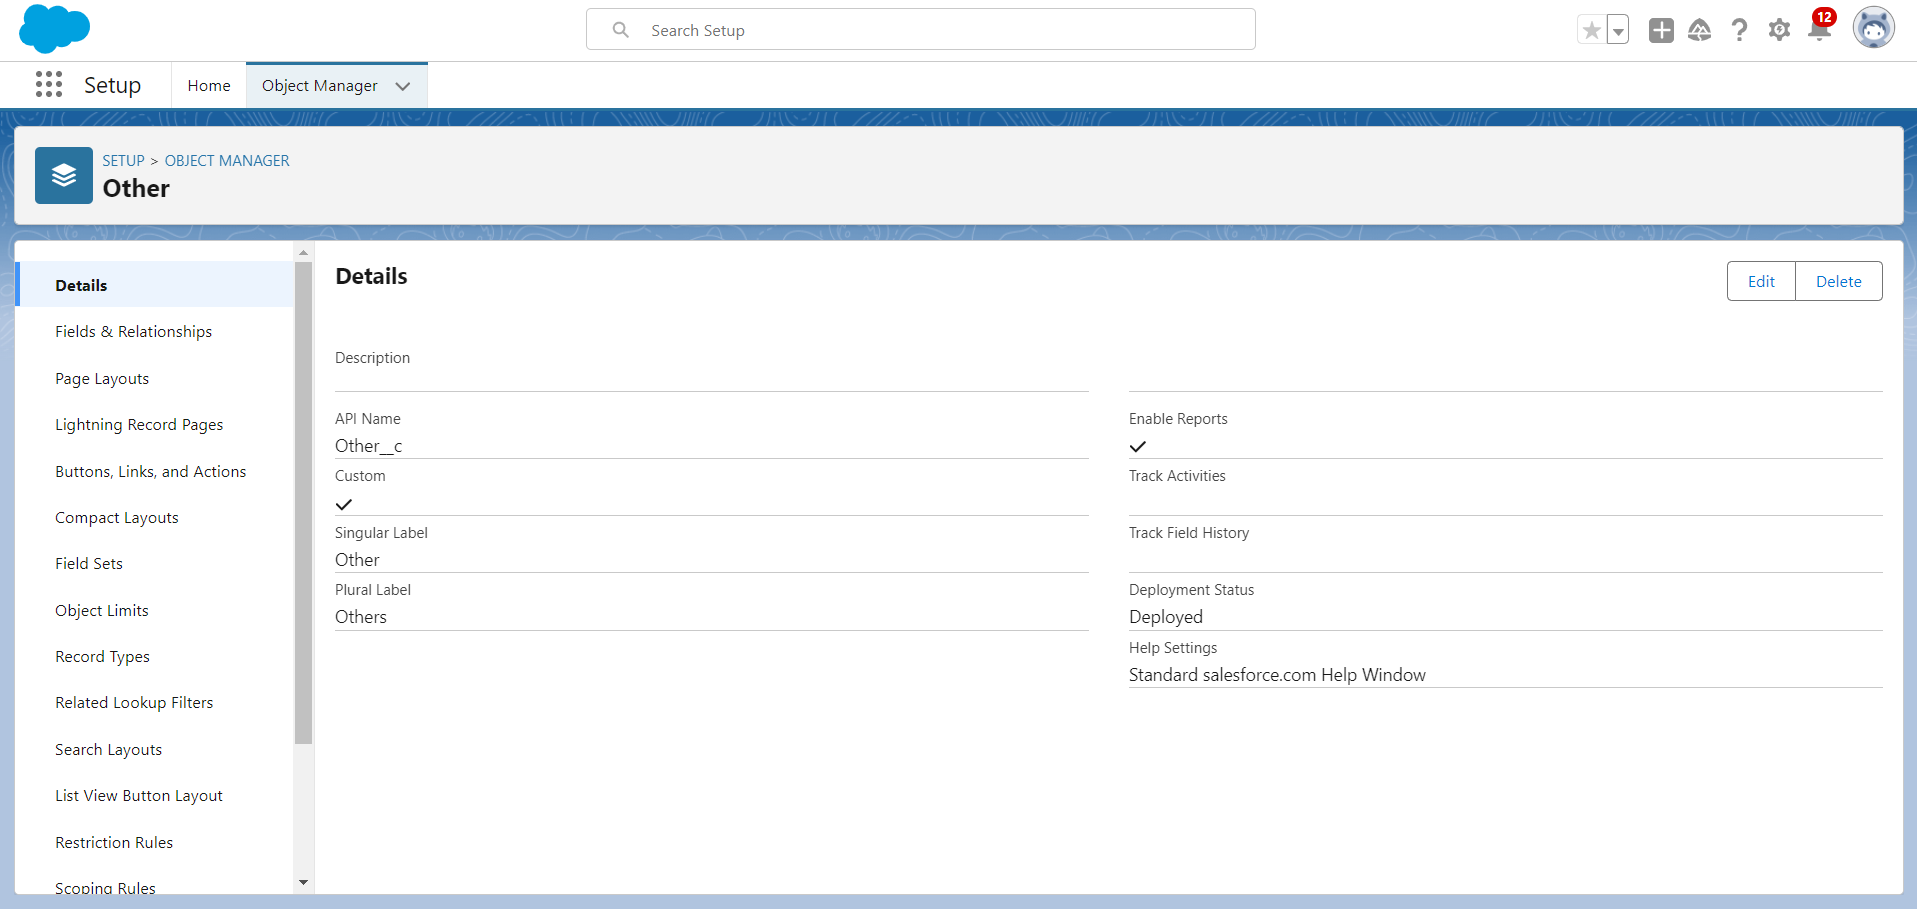 Search Setup
12
Setup
Home
Object Manager
SETUP > OBJECT MANAGER
Other
Details
Fields & Relationships
Page Layouts
Lightning Record Pages
Buttons, Links, and Actions
Compact Layouts
Field Sets
Object Limits
Record Types
Related Lookup Filters
Search Layouts
List View Button Layout
Restriction Rules
Scoping Rules
Details
Edit
Delete
Description
API Name
Other__c
Custom
Singular Label
Other
Plural Label
Others
Enable Reports
Track Activities
Track Field History
Deployment Status
Deployed
Help Settings
Standard salesforce.com Help Window